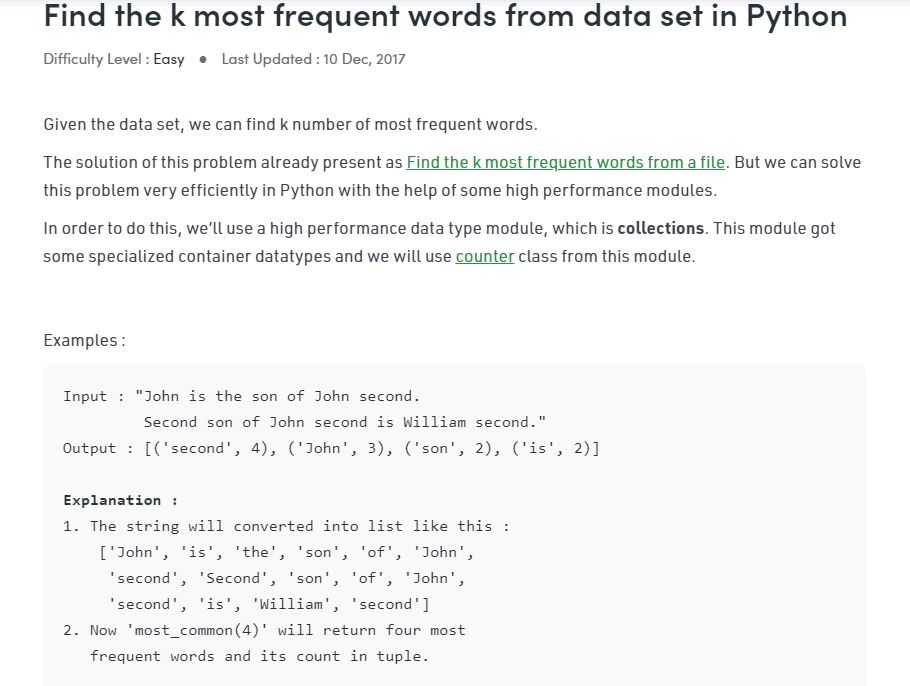 Find the k most frequent words from data set in Python
Difficulty Level : Easy ● Last Updated : 10 Dec, 2017
Given the data set, we can find k number of most frequent words.
The solution of this problem already present as Find the k most frequent words from a file. But we can solve
this problem very efficiently in Python with the help of some high performance modules.
In order to do this, we'll use a high performance data type module, which is collections. This module got
some specialized container datatypes and we will use counter class from this module.
Examples :
Input : "John is the son of John second.
Second son of John second is William second."
Output : [('second', 4), ('John', 3), ('son', 2), ('is', 2)]
Explanation :
1. The string will converted into list like this :
['John', 'is', 'the', 'son', 'of', 'John',
'second', 'Second', 'son', 'of', 'John',
'second', 'is', 'William', 'second']
2. Now 'most_common(4)' will return four most
frequent words and its count in tuple.